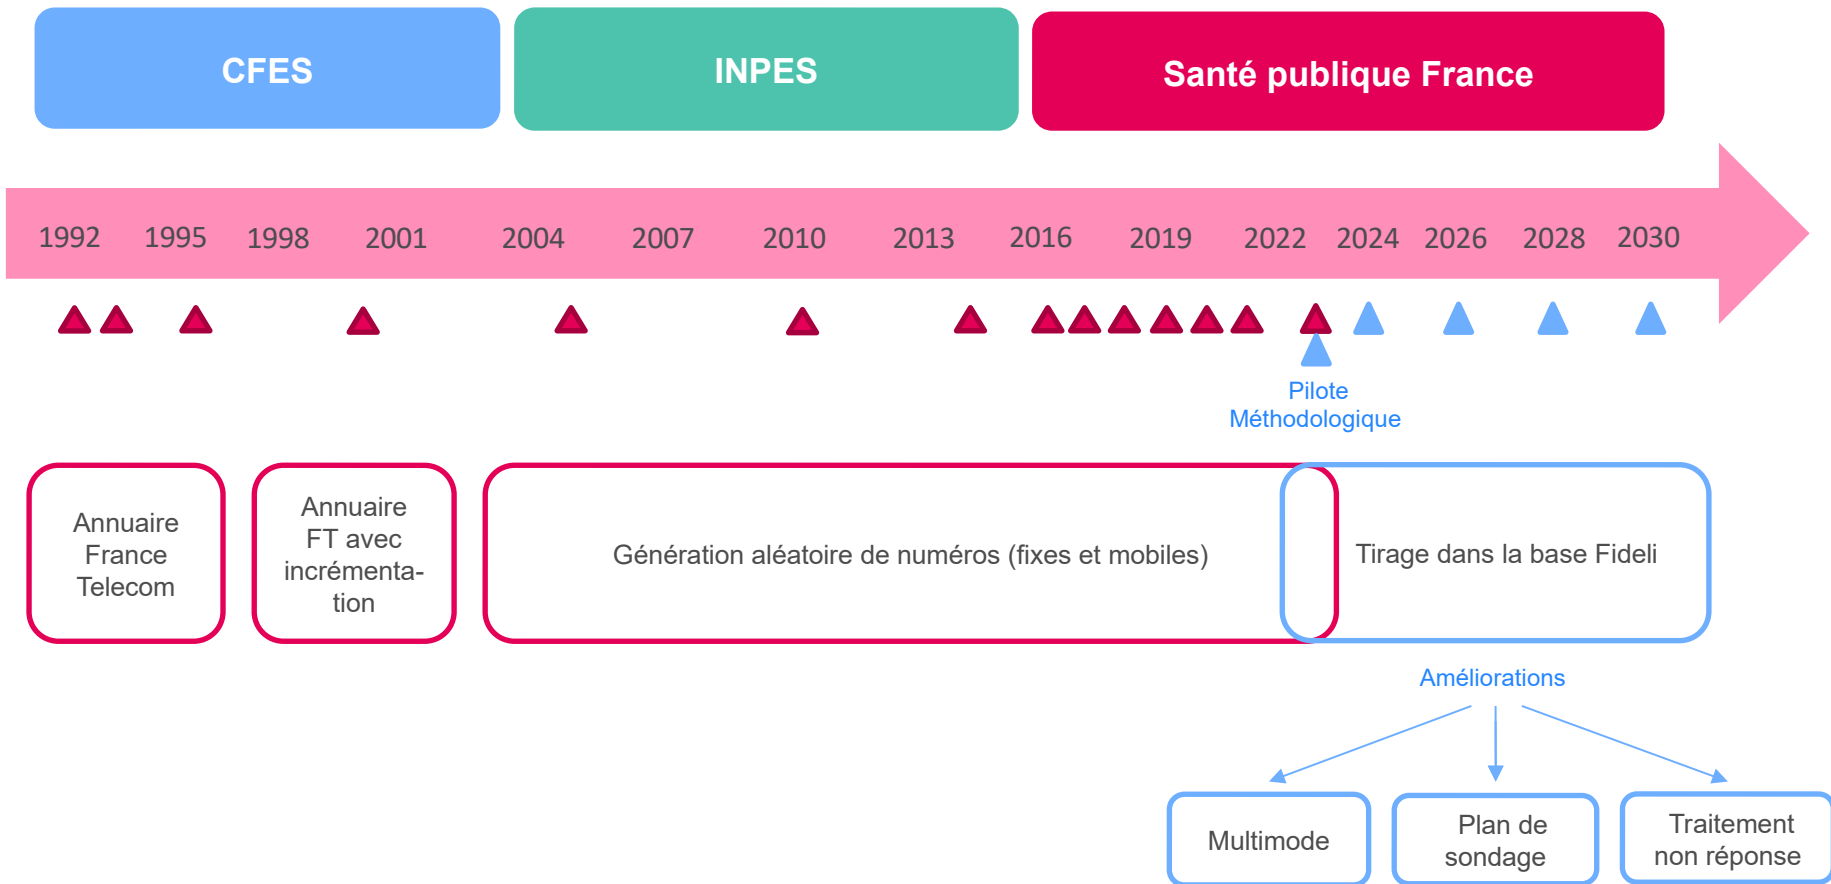 CFES
INPES
Santé publique France
1992 1995 1998 2001 2004 2007 2010 2013 2016 2019 2022 2024 2026 2028 2030
Pilote
Méthodologique
Annuaire
France
Telecom
Annuaire
FT avec
incrémenta-
tion
Génération aléatoire de numéros (fixes et mobiles)
Tirage dans la base Fideli
Améliorations
Multimode
Plan de
sondage
Traitement
non réponse